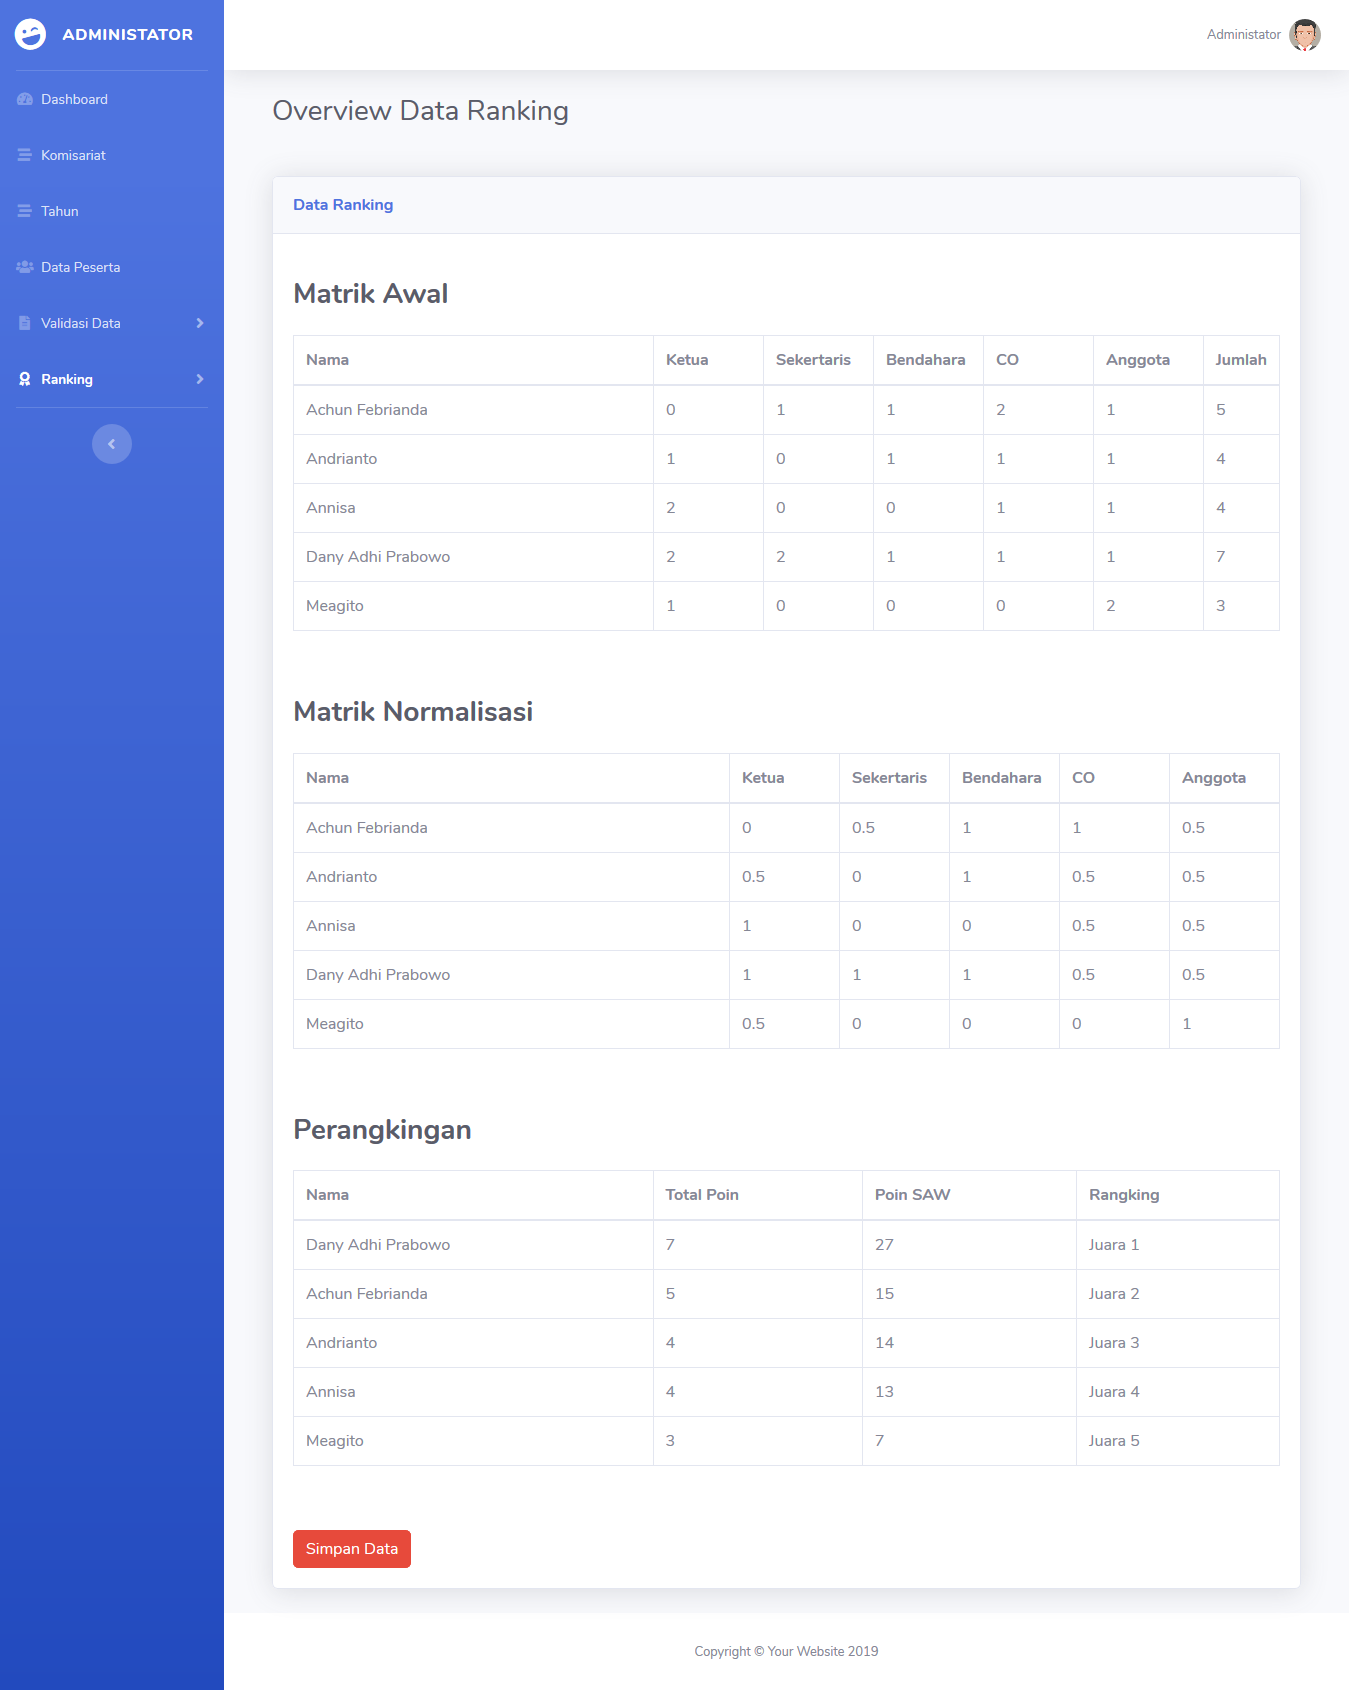 ADMINISTATOR
Administator
Dashboard
Komisariat
Tahun
Data Peserta
Validasi Data
Ranking
Overview Data Ranking
Data Ranking
Matrik Awal
Nama Ketua Sekertaris Bendahara CO Anggota Jumlah
Achun Febrianda 0 1 1 2 1 5
Andrianto 1 0 1 1 1 4
Annisa 2 0 0 1 1 4
Dany Adhi Prabowo 2 2 1 1 1 7
Meagito 1 0 0 0 2 3
Matrik Normalisasi
Nama Ketua Sekertaris Bendahara CO Anggota
Achun Febrianda 0 0.5 1 1 0.5
Andrianto 0.5 0 1 0.5 0.5
Annisa 1 0 0 0.5 0.5
Dany Adhi Prabowo 1 1 1 0.5 0.5
Meagito 0.5 0 0 0 1
Perangkingan
Nama Total Poin Poin SAW Rangking
Dany Adhi Prabowo 7 27 Juara 1
Achun Febrianda 5 15 Juara 2
Andrianto 4 14 Juara 3
Annisa 4 13 Juara 4
Meagito 3 7 Juara 5
Simpan Data
Copyright © Your Website 2019